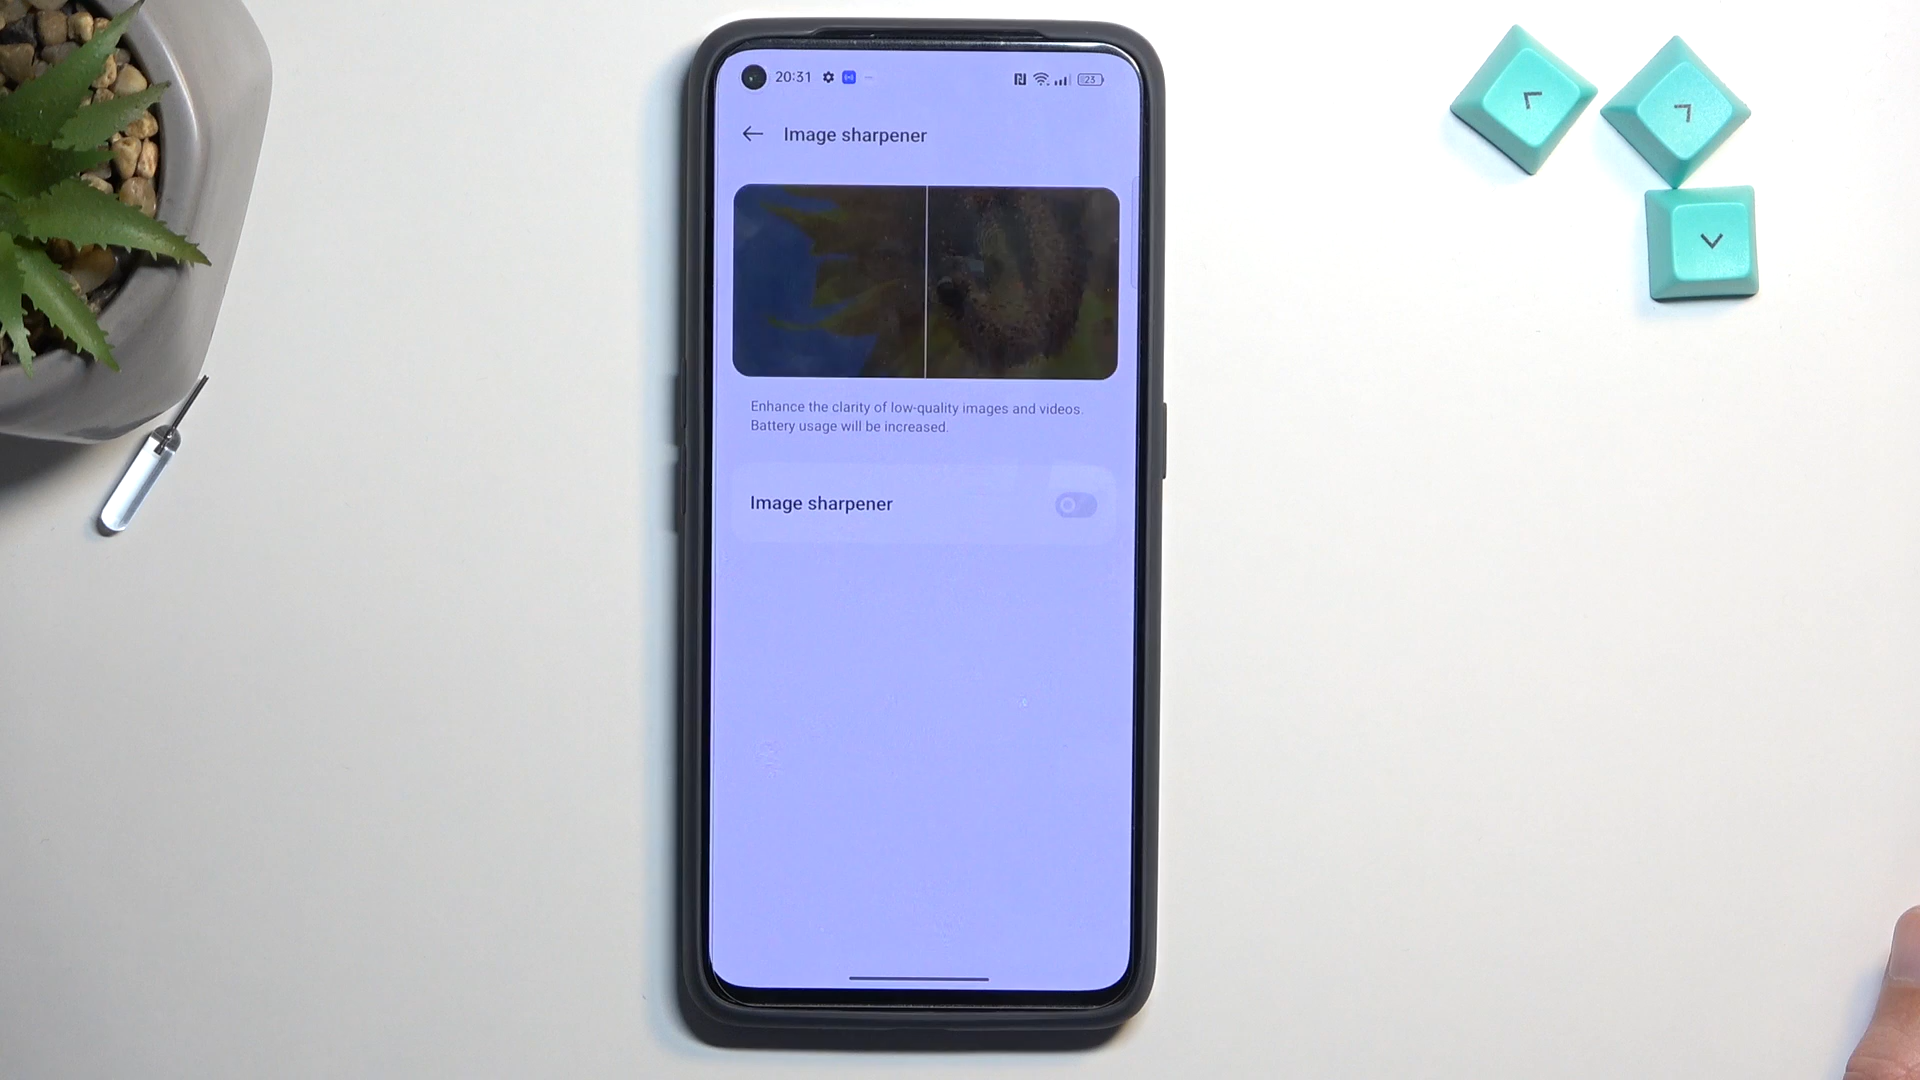 20:31
23
Image sharpener
Enhance the clarity of low-quality images and videos.
Battery usage will be increased.
Image sharpener